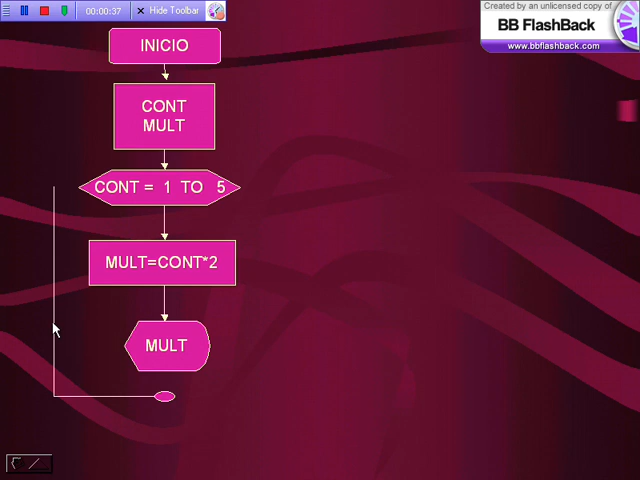 00:00:37 Hide Toolbar
Created by an unlicensed copy of
BB FlashBack
www.bbflashback.com
INICIO
CONT
MULT
CONT = 1 TO 5
MULT=CONT*2
MULT